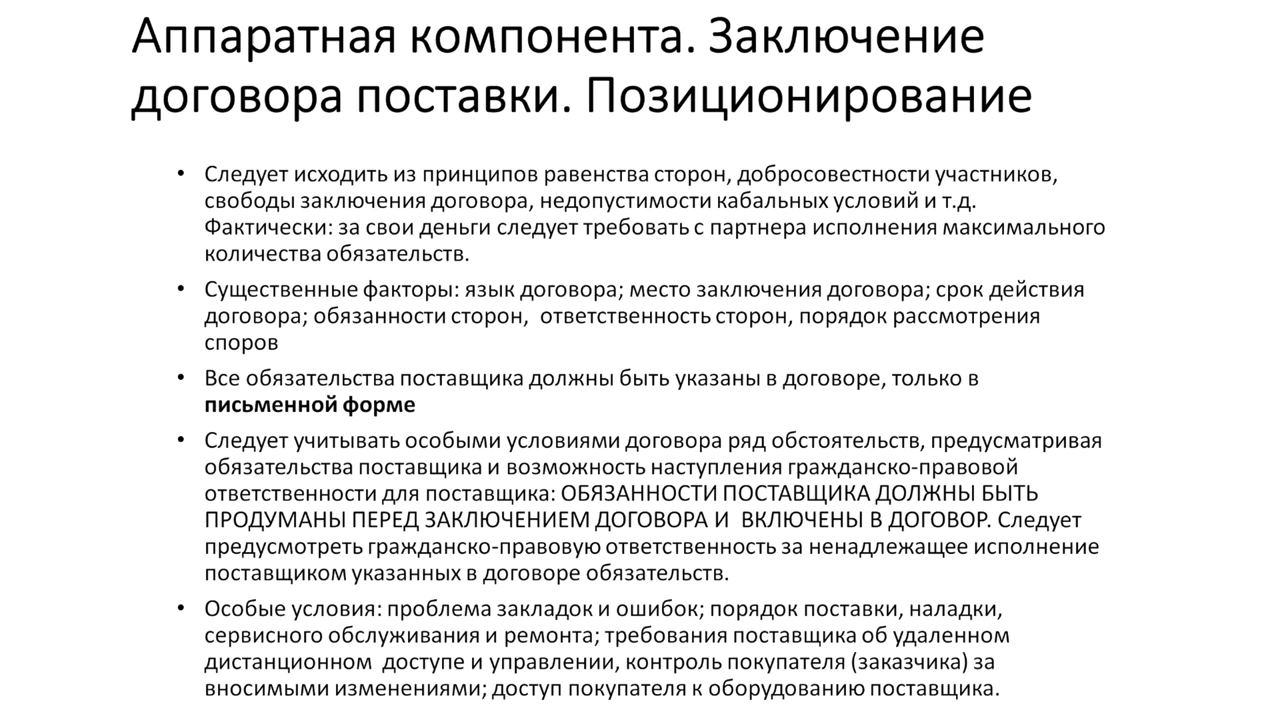 Аппаратная компонента. Заключение
договора поставки. Позиционирование
• Следует исходить из принципов равенства сторон, добросовестности участников,
свободы заключения договора, недопустимости кабальных условий и т.д.
Фактически: за свои деньги следует требовать с партнера исполнения максимального
количества обязательств.
• Существенные факторы: язык договора; место заключения договора; срок действия
договора; обязанности сторон,  ответственность сторон, порядок рассмотрения
споров
• Все обязательства поставщика должны быть указаны в договоре, только в
письменной форме
• Следует учитывать особыми условиями договора ряд обстоятельств, предусматривая
обязательства поставщика и возможность наступления гражданско-правовой
ответственности для поставщика: ОБЯЗАННОСТИ ПОСТАВЩИКА ДОЛЖНЫ БЫТЬ
ПРОДУМАНЫ ПЕРЕД ЗАКЛЮЧЕНИЕМ ДОГОВОРА И  ВКЛЮЧЕНЫ В ДОГОВОР. Следует
предусмотреть гражданско-правовую ответственность за ненадлежащее исполнение
поставщиком указанных в договоре обязательств.
• Особые условия: проблема закладок и ошибок; порядок поставки, наладки,
сервисного обслуживания и ремонта; требования поставщика об удаленном
дистанционном  доступе и управлении, контроль покупателя (заказчика) за
вносимыми изменениями; доступ покупателя к оборудованию поставщика.